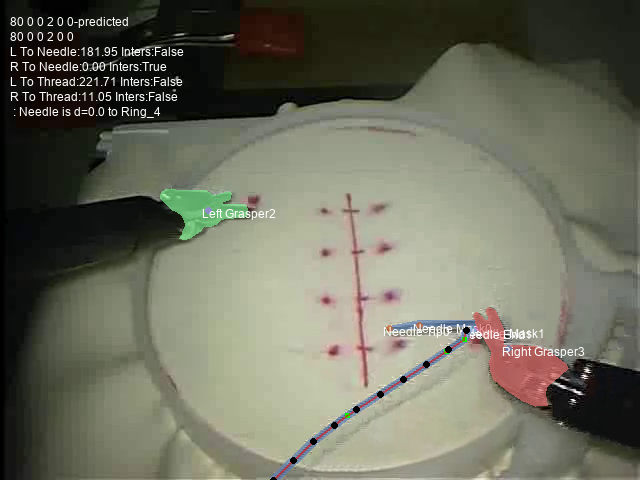 80 0 0 2 0 0-predicted
80 0 0 2 0 0
L To Needle:181.95 Inters:False
R To Needle:0.00 Inters:True
L To Thread:221.71 Inters:False
R To Thread:11.05 Inters:False
: Needle is d=0.0 to Ring_4
Left Grasper2
Needle
Needle
Right Grasper3